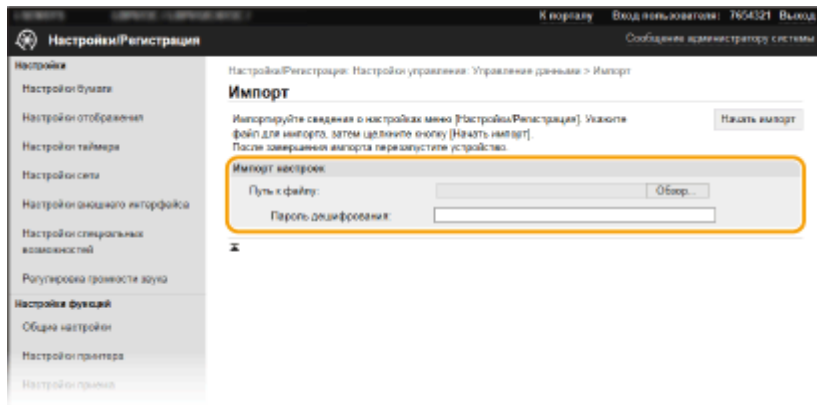 К порталу Вход пользователя: 7654321 Выход
Настройки/Регистрация
Сообщение администратору системы
Настройки
Настройки бумаги
Настройки отображения
Настройки таймера
Настройки сети
Настройки внешнего интерфейса
Настройки специальных
возможностей
Регулировка громкости звука
Настройки функций
Общие настройки
Настройки принтера
Настройки приема
Настройки/Регистрация: Настройки управления: Управление данными > Импорт
Импорт
Импортируйте сведения о настройках меню [Настройки/Регистрация]. Укажите
файл для импорта, затем щелкните кнопку [Начать импорт].
После завершения импорта перезапустите устройство.
Начать импорт
Импорт настроек
Путь к файлу:
Обзор...
Пароль дешифрования: